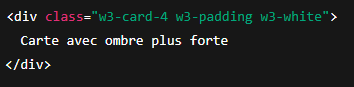 <div class="w3-card-4 w3-padding w3-white">
  Carte avec ombre plus forte
</div>